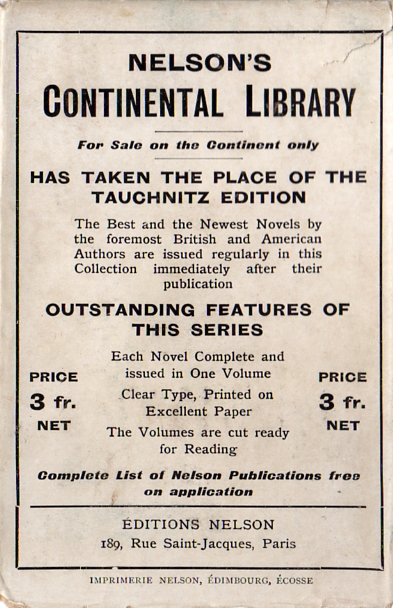 NELSON'S
CONTINENTAL LIBRARY
For Sale on the Continent only
HAS TAKEN THE PLACE OF THE
TAUCHNITZ EDITION
The Best and the Newest Novels by
the foremost British and American
Authors are issued regularly in this
Collection immediately after their
publication
OUTSTANDING FEATURES OF
THIS SERIES
Each Novel Complete and
issued in One Volume
Clear Type, Printed on
Excellent Paper
The Volumes are cut ready
for Reading
PRICE
3 fr.
NET
PRICE
3 fr.
NET
Complete List of Nelson Publications free
on application
ÉDITIONS NELSON
189, Rue Saint-Jacques, Paris
IMPRIMERIE NELSON, ÉDIMBOURG, ÉCOSSE